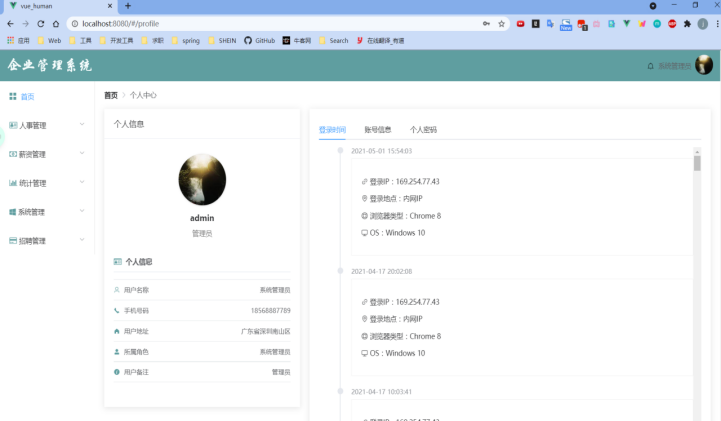 vue_human
localhost:8080/#/profile
应用 Web 工具 开发工具 求职 spring SHEIN GitHub 牛客网 Search 在线翻译_有道
New
企业管理系统
系统管理员
首页
人事管理
薪资管理
统计管理
系统管理
招聘管理
首页 > 个人中心
个人信息
admin
管理员
个人信息
用户名称 系统管理员
手机号码 18568887789
用户地址 广东省深圳南山区
所属角色 系统管理员
用户备注 管理员
登录时间 账号信息 个人密码
2021-05-01 15:54:03
登录IP：169.254.77.43
登录地点：内网IP
浏览器类型：Chrome 8
OS：Windows 10
2021-04-17 20:02:08
登录IP：169.254.77.43
登录地点：内网IP
浏览器类型：Chrome 8
OS：Windows 10
2021-04-17 10:03:41
登录IP：169.254.77.43